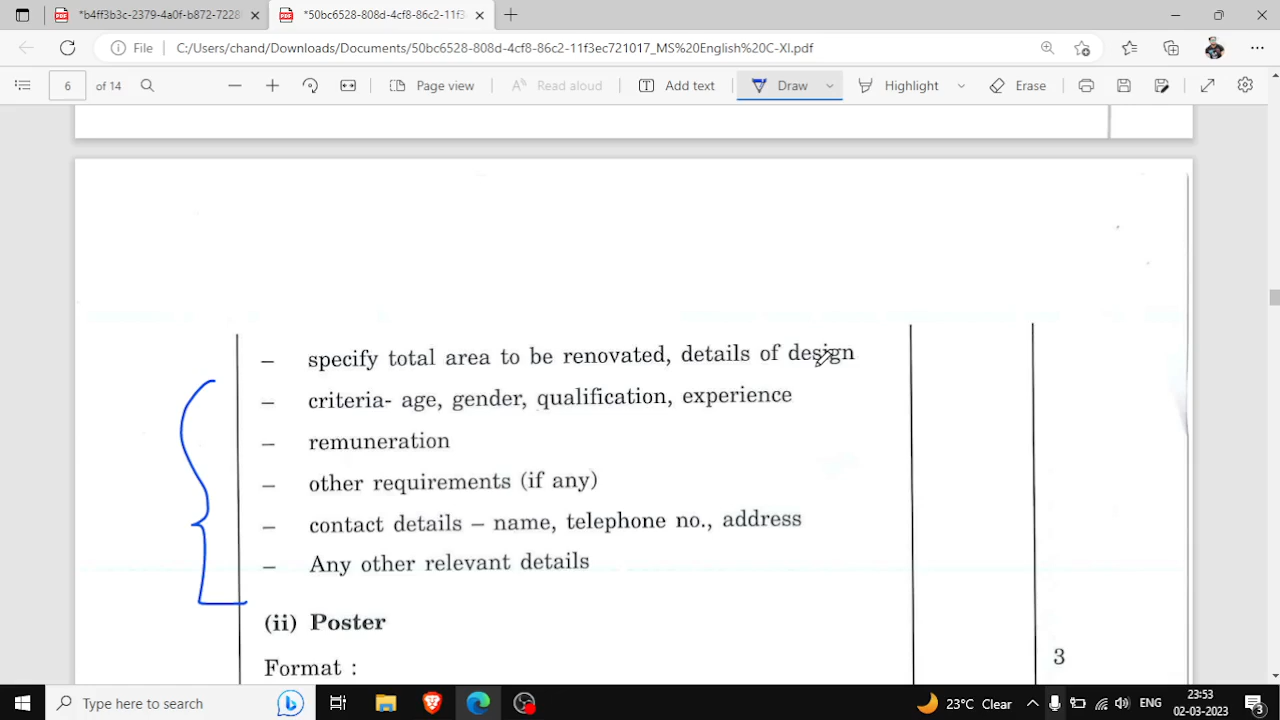 *b4ff3b3c-2379-4a0f-b872-7228f
*50bc6528-808d-4cf8-86c2-11f3
File
C:/Users/chand/Downloads/Documents/50bc6528-808d-4cf8-86c2-11f3ec721017_MS%20English%20C-XI.pdf
6 of 14
Page view
Read aloud
Add text
Draw
Highlight
Erase
– specify total area to be renovated, details of design
– criteria- age, gender, qualification, experience
– remuneration
– other requirements (if any)
– contact details – name, telephone no., address
– Any other relevant details
(ii) Poster
Format :
3
Type here to search
23°C Clear
ENG
23:53
02-03-2023
3